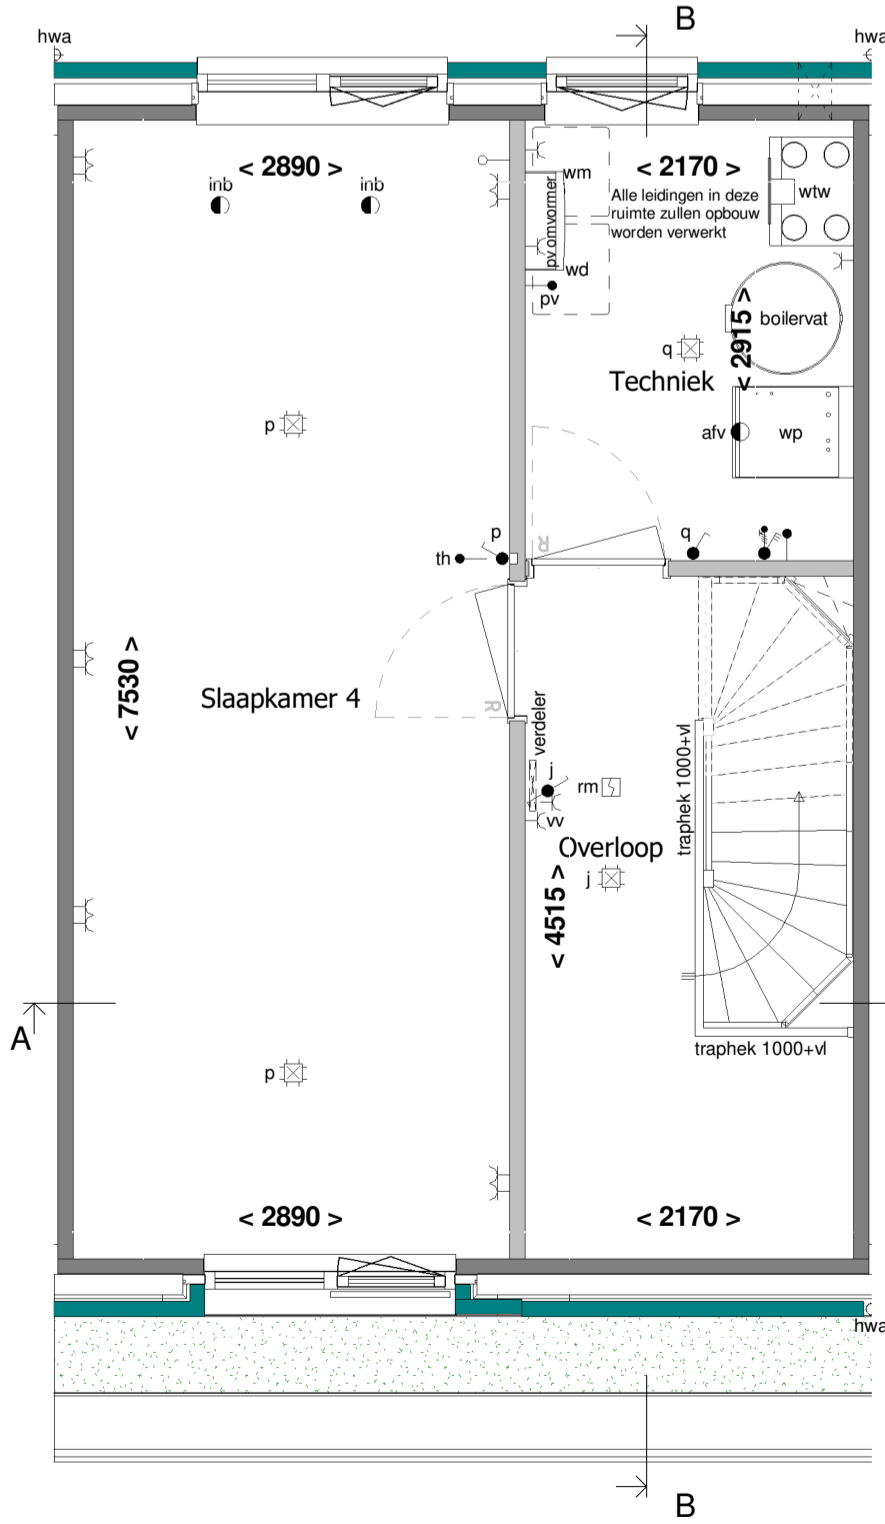 B
hwa
hwa
< 2890 >
< 2170 >
inb
inb
wm
Alle leidingen in deze
ruimte zullen opbouw
worden verwerkt
wtw
pv omvormer
wd
pv
< 2915 >
boilervat
q
Techniek
p
afv
wp
p
q
th
R
< 7530 >
Slaapkamer 4
R
verdeler
j
rm
traphek 1000+vl
vv
Overloop
j
< 4515 >
A
traphek 1000+vl
p
< 2890 >
< 2170 >
hwa
B